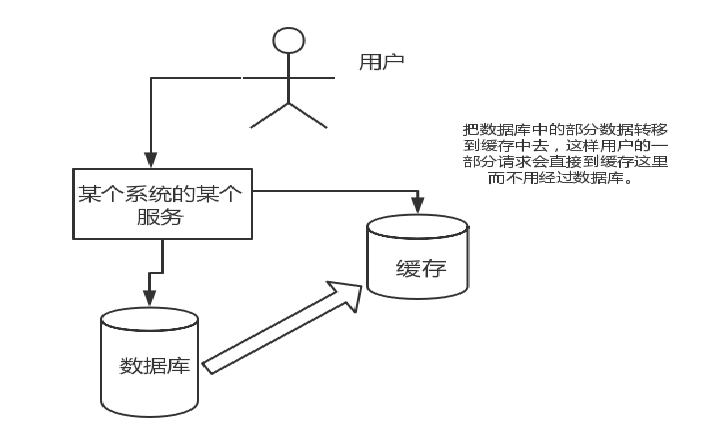 用户
把数据库中的部分数据转移
到缓存中去，这样用户的一
部分请求会直接到缓存这里
而不用经过数据库。
某个系统的某个
服务
缓存
数据库